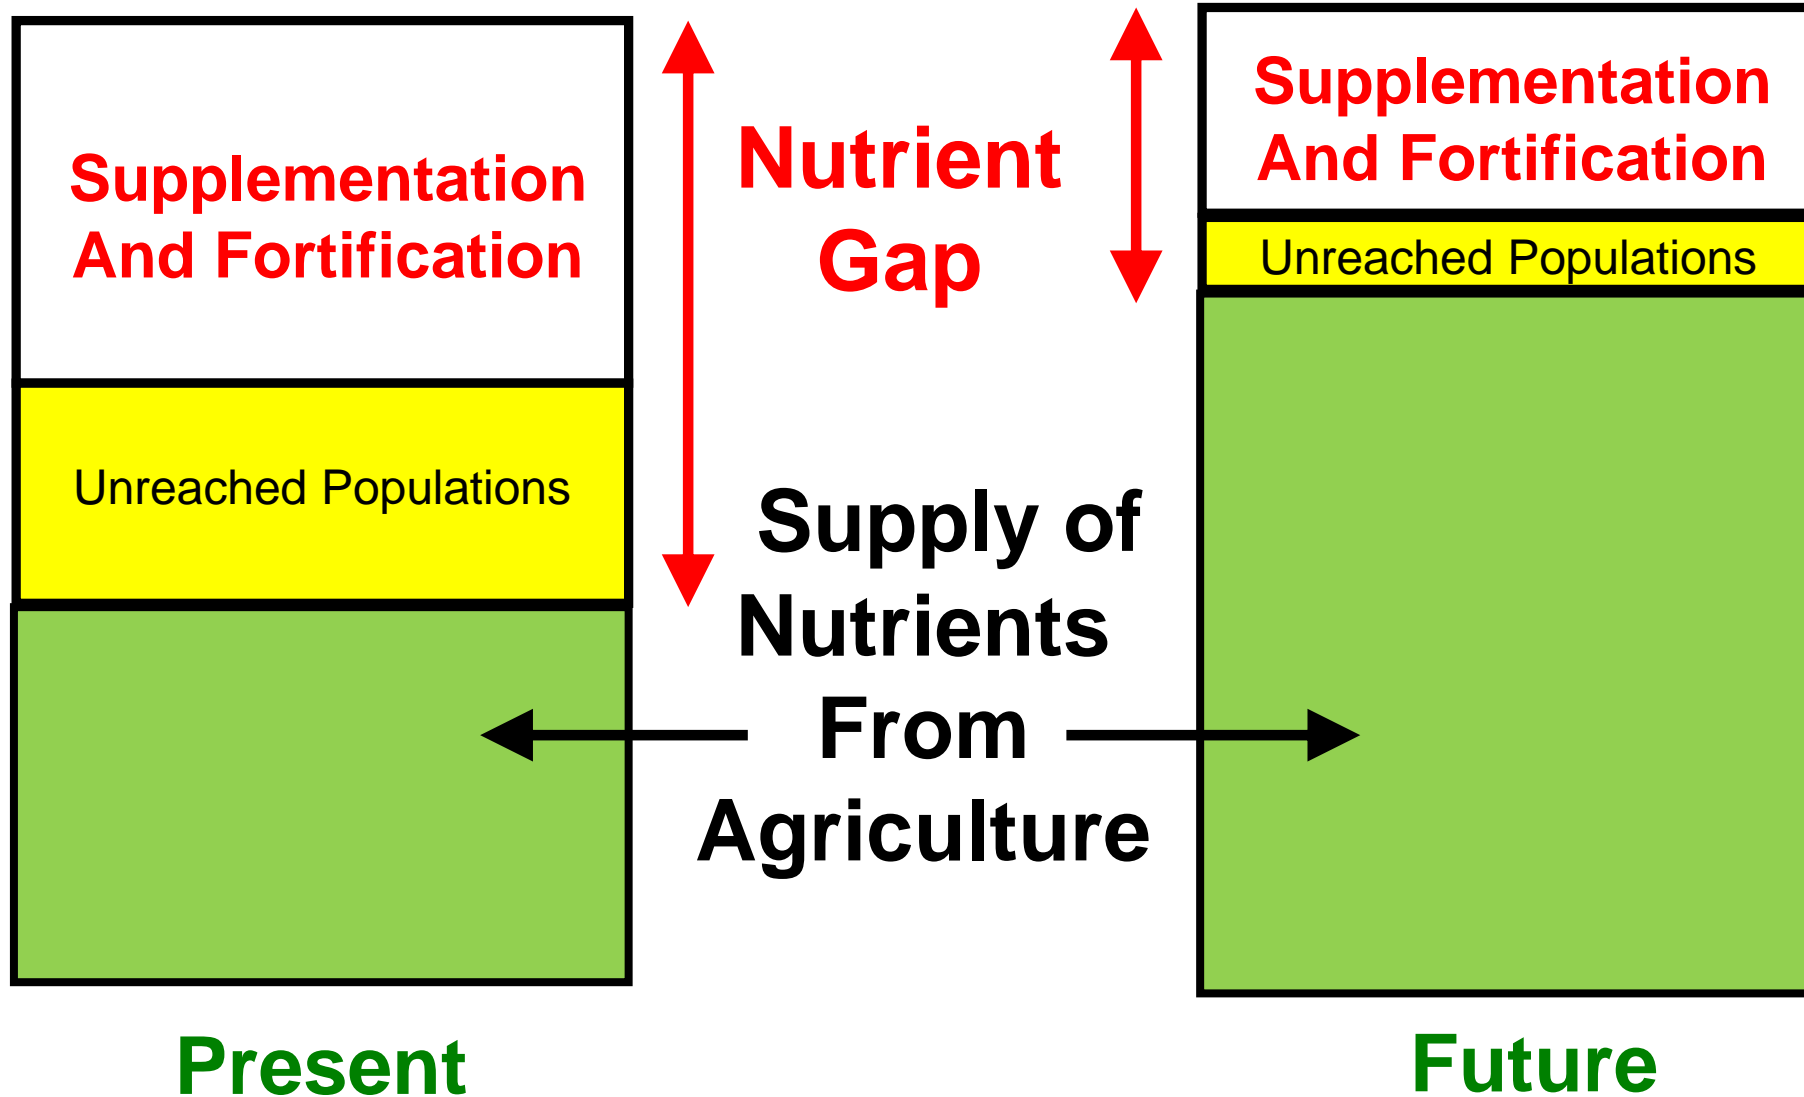 Supplementation
And Fortification
Unreached Populations
Nutrient
Gap
Supply of
Nutrients
From
Agriculture
Supplementation
And Fortification
Unreached Populations
Present
Future